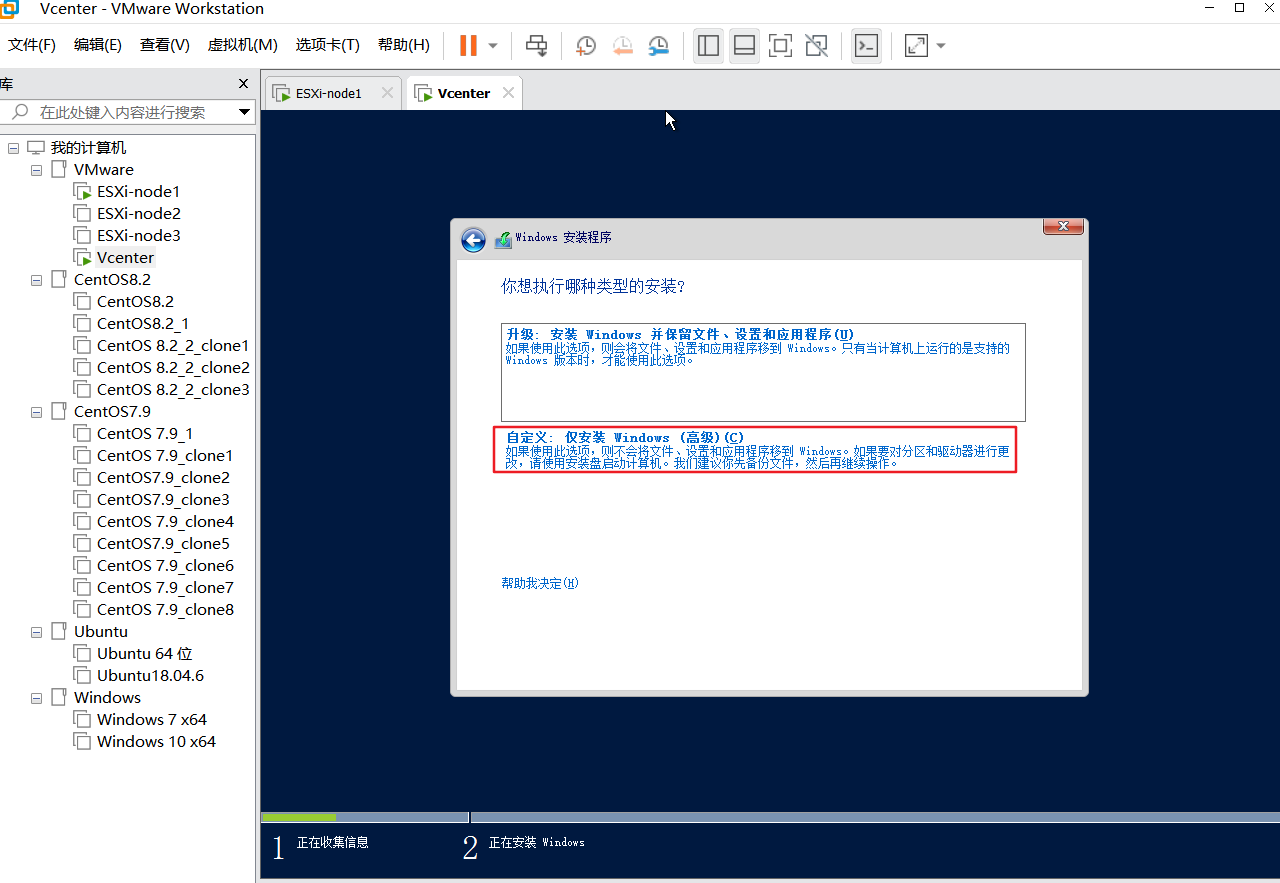 Vcenter - VMware Workstation
文件(F) 编辑(E) 查看(V) 虚拟机(M) 选项卡(T) 帮助(H)
库
在此处键入内容进行搜索
我的计算机
VMware
ESXi-node1
ESXi-node2
ESXi-node3
Vcenter
CentOS8.2
CentOS8.2
CentOS8.2_1
CentOS 8.2_2_clone1
CentOS 8.2_2_clone2
CentOS 8.2_2_clone3
CentOS7.9
CentOS 7.9_1
CentOS 7.9_clone1
CentOS7.9_clone2
CentOS7.9_clone3
CentOS 7.9_clone4
CentOS7.9_clone5
CentOS 7.9_clone6
CentOS 7.9_clone7
CentOS 7.9_clone8
Ubuntu
Ubuntu 64 位
Ubuntu18.04.6
Windows
Windows 7 x64
Windows 10 x64
ESXi-node1 Vcenter
Windows 安装程序
你想执行哪种类型的安装?
升级: 安装 Windows 并保留文件、设置和应用程序(U)
如果使用此选项，则会将文件、设置和应用程序移到 Windows。只有当计算机上运行的是支持的
Windows 版本时，才能使用此选项。
自定义: 仅安装 Windows (高级)(C)
如果使用此选项，则不会将文件、设置和应用程序移到 Windows。如果要对分区和驱动器进行更
改，请使用安装盘启动计算机。我们建议你先备份文件，然后再继续操作。
帮助我决定(H)
1 正在收集信息 2 正在安装 Windows